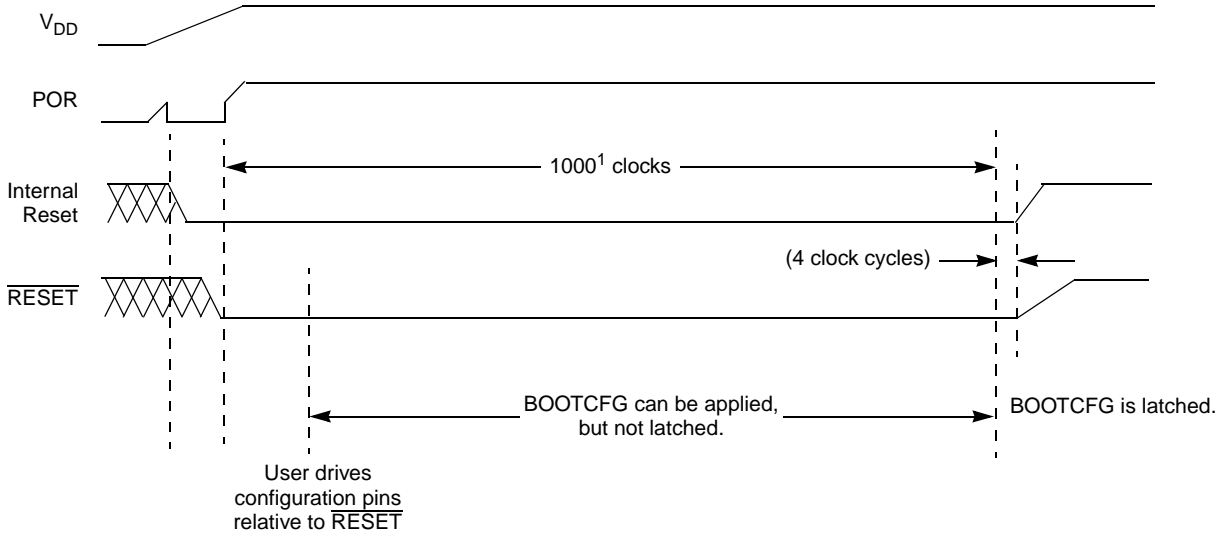 VDD
POR
1000¹ clocks
Internal
Reset
(4 clock cycles)
RESET
BOOTCFG can be applied,
but not latched.
BOOTCFG is latched.
User drives
configuration pins
relative to RESET